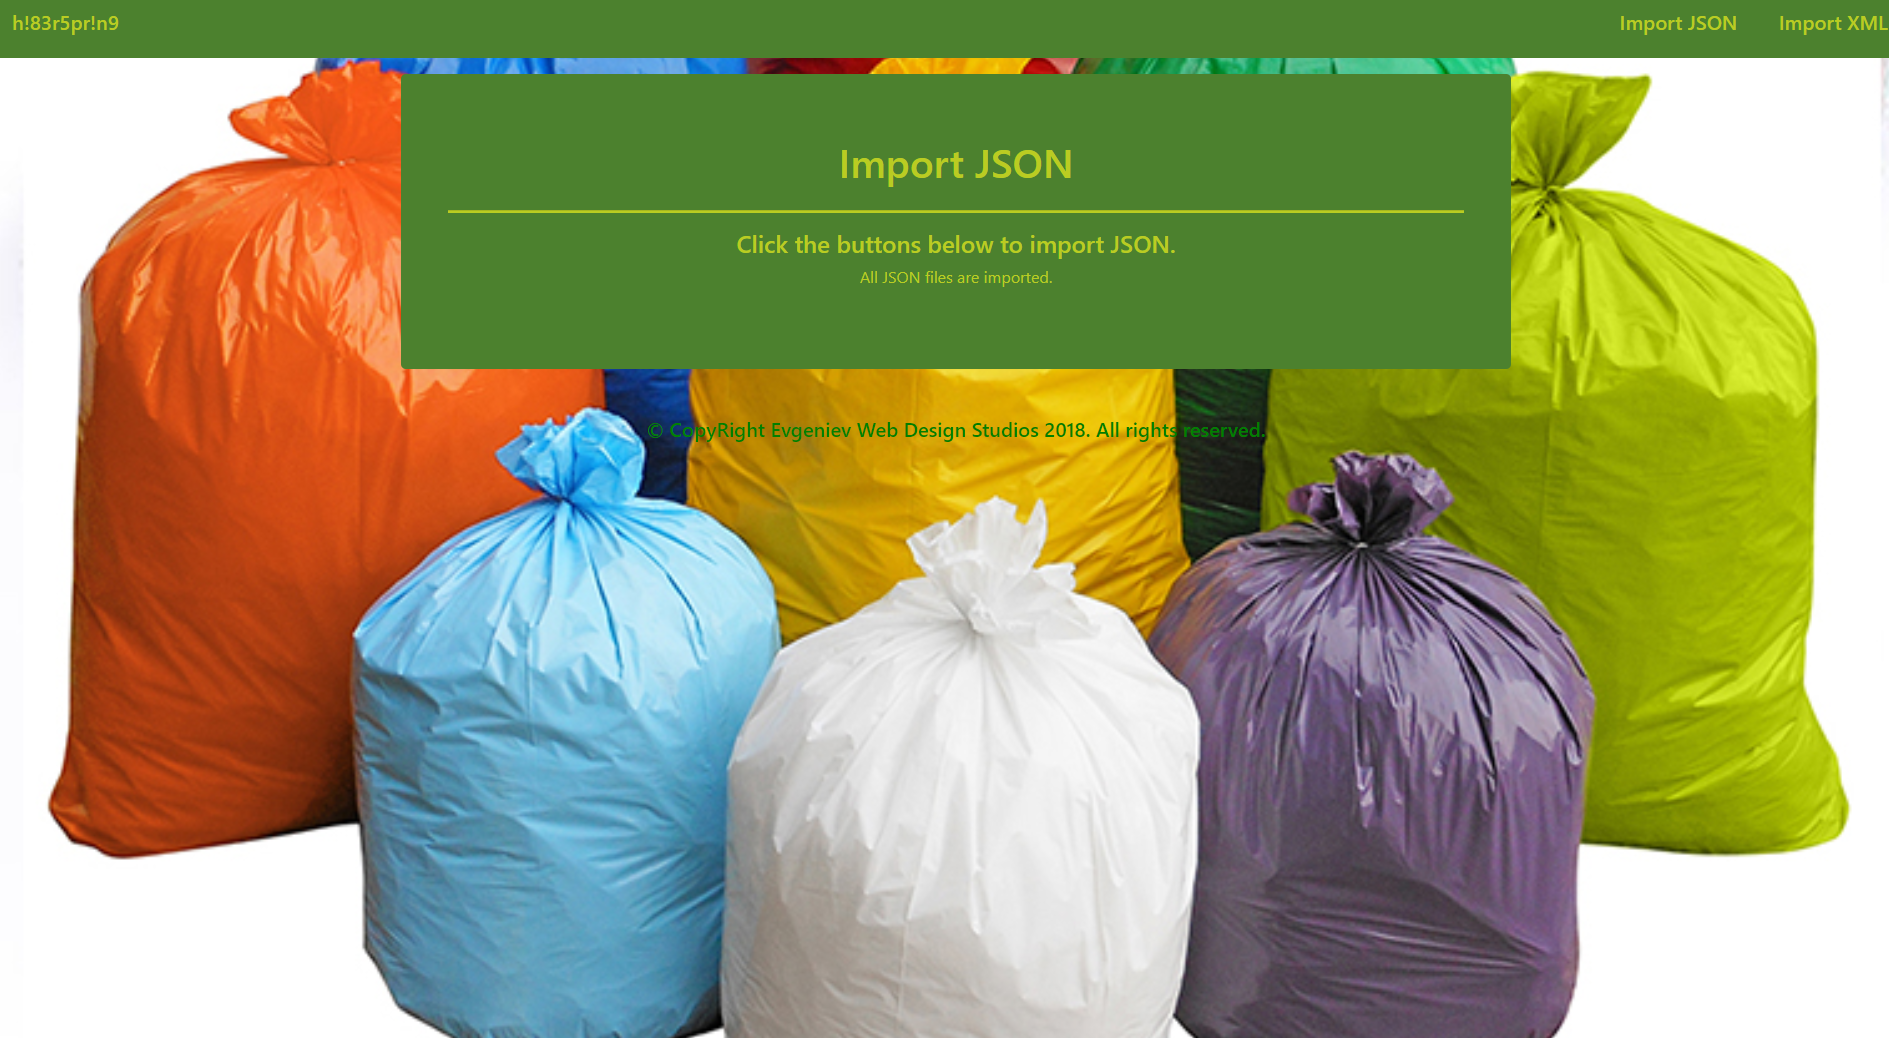 h!83r5pr!n9
Import JSON
Import XML
Import JSON
Click the buttons below to import JSON.
All JSON files are imported.
© CopyRight Evgeniev Web Design Studios 2018. All rights reserved.